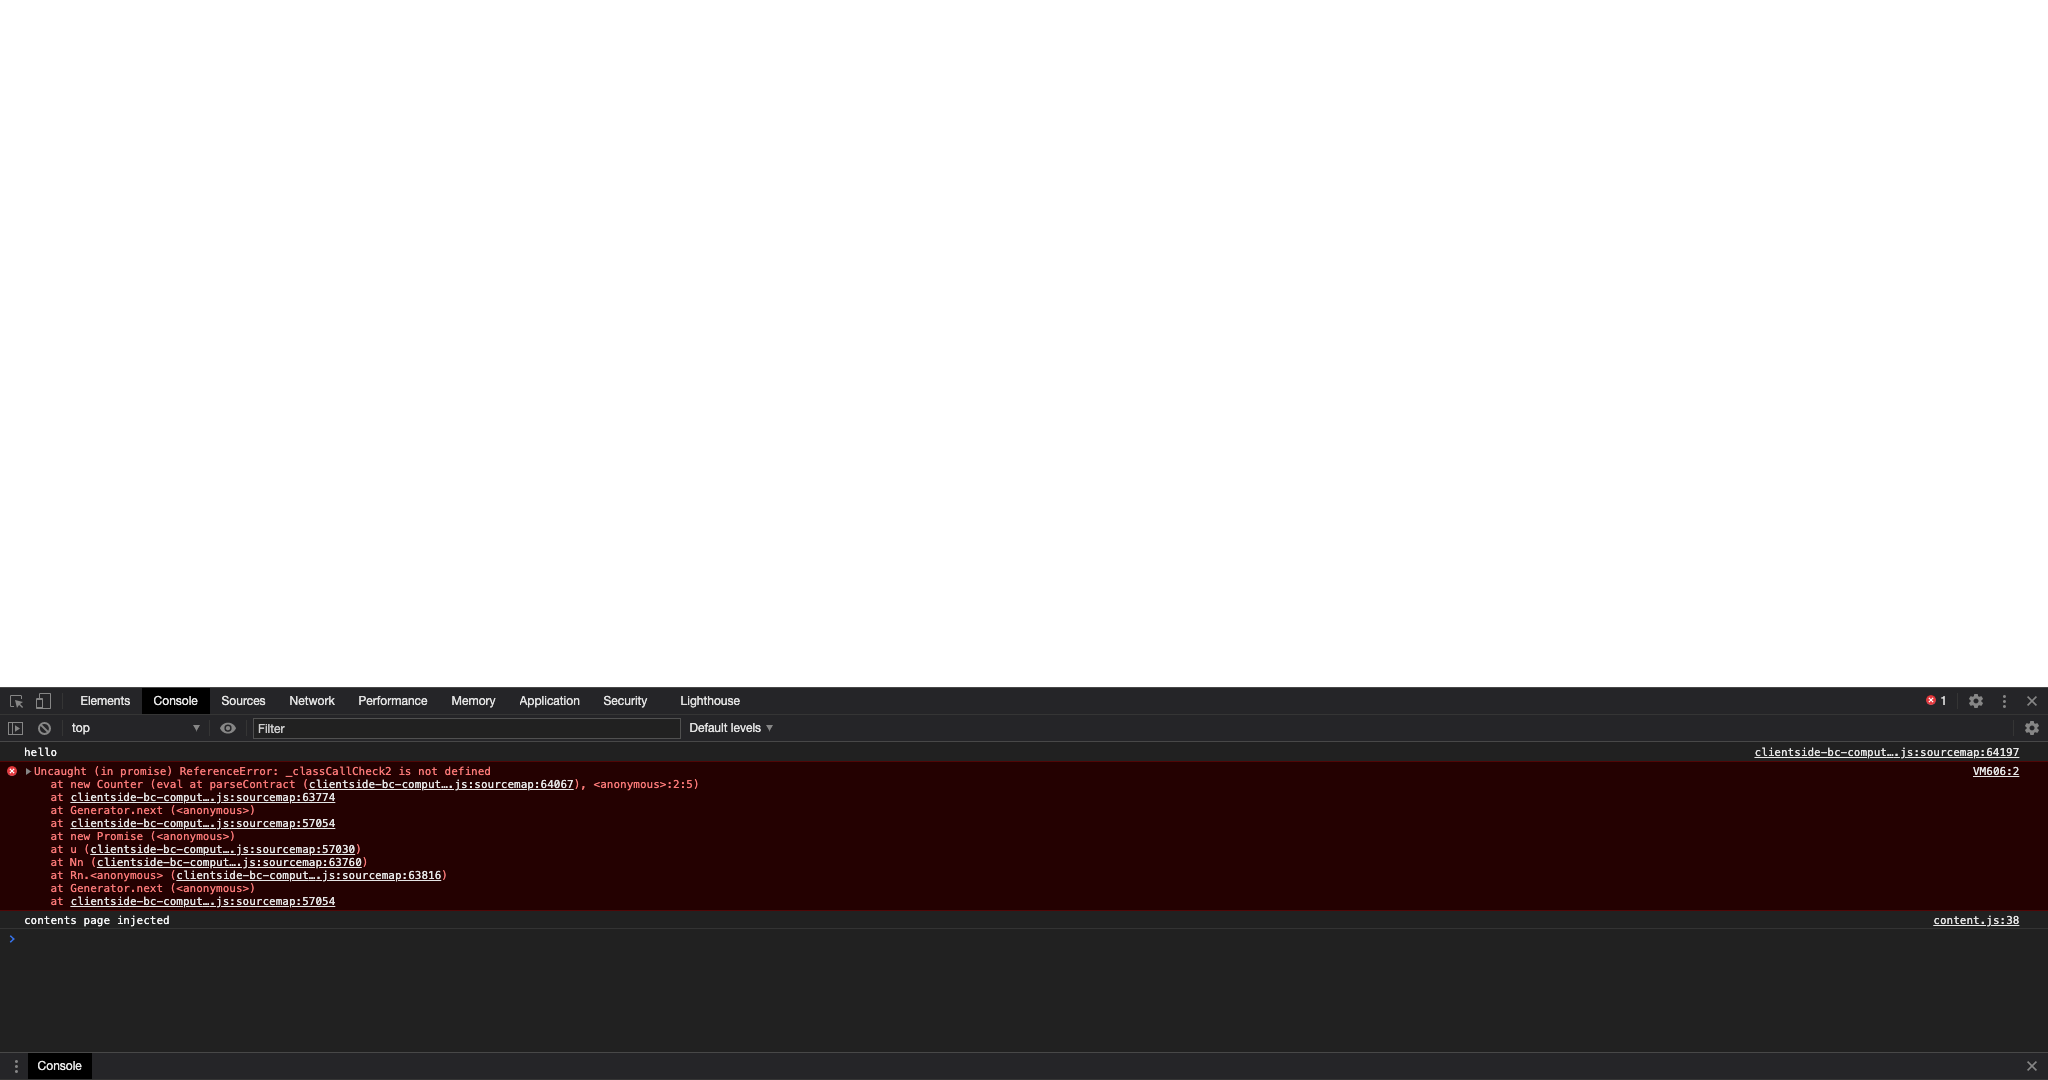 Elements Console Sources Network Performance Memory Application Security Lighthouse 1
top Filter Default levels
hello clientside-bc-comput….js:sourcemap:64197
Uncaught (in promise) ReferenceError: _classCallCheck2 is not defined VM606:2
at new Counter (eval at parseContract (clientside-bc-comput….js:sourcemap:64067), <anonymous>:2:5)
at clientside-bc-comput….js:sourcemap:63774
at Generator.next (<anonymous>)
at clientside-bc-comput….js:sourcemap:57054
at new Promise (<anonymous>)
at u (clientside-bc-comput….js:sourcemap:57030)
at Nn (clientside-bc-comput….js:sourcemap:63760)
at Rn.<anonymous> (clientside-bc-comput….js:sourcemap:63816)
at Generator.next (<anonymous>)
at clientside-bc-comput….js:sourcemap:57054
contents page injected content.js:38
Console